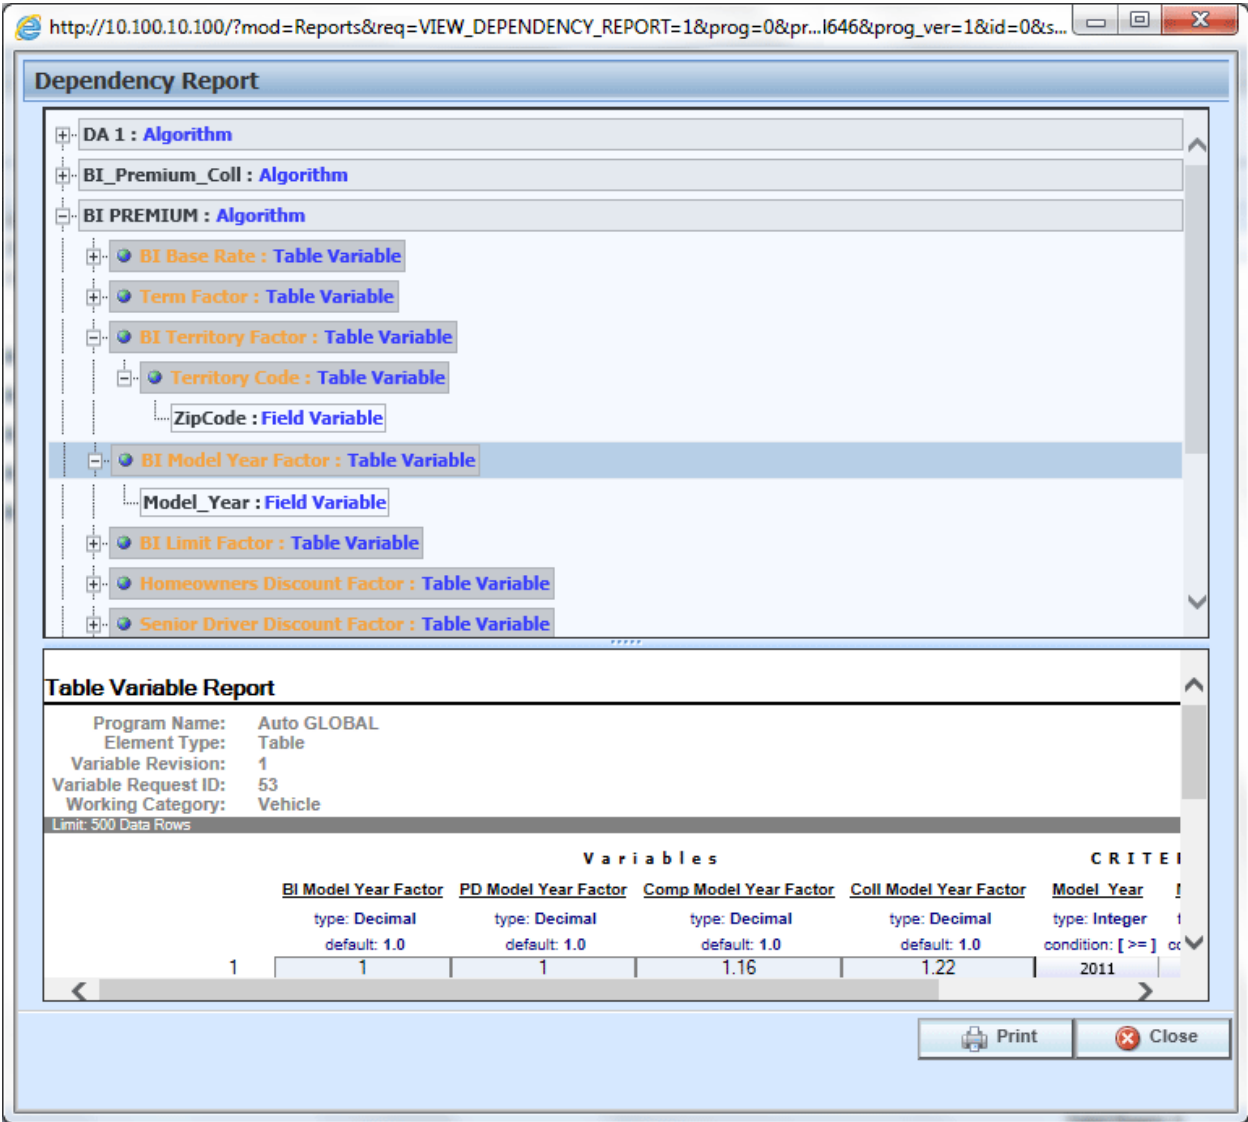 http://10.100.10.100/?mod=Reports&req=VIEW_DEPENDENCY_REPORT=1&prog=0&pr...l646&prog_ver=1&id=0&s...
Dependency Report
DA 1 : Algorithm
BI_Premium_Coll : Algorithm
BI PREMIUM : Algorithm
BI Base Rate : Table Variable
Term Factor : Table Variable
BI Territory Factor : Table Variable
Territory Code : Table Variable
ZipCode : Field Variable
BI Model Year Factor : Table Variable
Model_Year : Field Variable
BI Limit Factor : Table Variable
Homeowners Discount Factor : Table Variable
Senior Driver Discount Factor : Table Variable
Table Variable Report
Program Name: Auto GLOBAL
Element Type: Table
Variable Revision: 1
Variable Request ID: 53
Working Category: Vehicle
Limit: 500 Data Rows
Variables CRITE
BI Model Year Factor PD Model Year Factor Comp Model Year Factor Coll Model Year Factor Model_Year
type: Decimal type: Decimal type: Decimal type: Decimal type: Integer
default: 1.0 default: 1.0 default: 1.0 default: 1.0 condition: [ >= ]
1 1 1 1.16 1.22 2011
Print Close